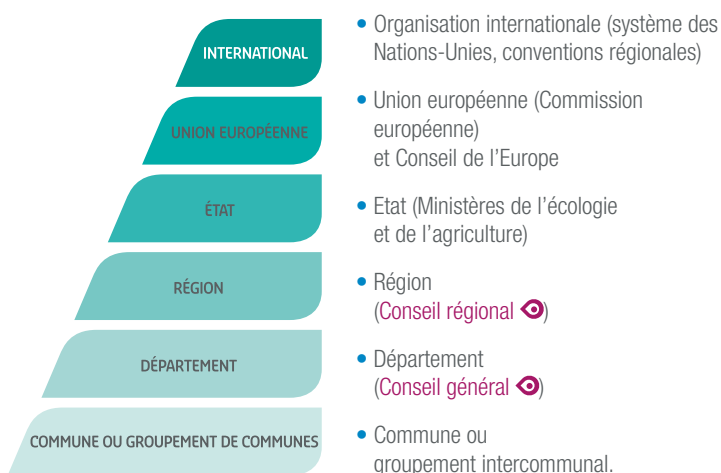 INTERNATIONAL
• Organisation internationale (système des
Nations-Unies, conventions régionales)
UNION EUROPÉENNE
• Union européenne (Commission
européenne)
et Conseil de l’Europe
ÉTAT
• Etat (Ministères de l’écologie
et de l’agriculture)
RÉGION
• Région
(Conseil régional)
DÉPARTEMENT
• Département
(Conseil général)
COMMUNE OU GROUPEMENT DE COMMUNES
• Commune ou
groupement intercommunal.